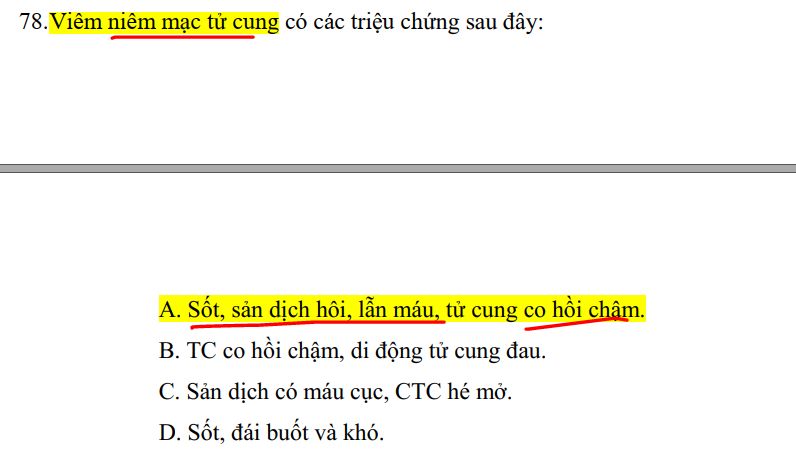 78.Viêm niêm mạc tử cung có các triệu chứng sau đây:
A. Sốt, sản dịch hôi, lẫn máu, tử cung co hồi chậm.
B. TC co hồi chậm, di động tử cung đau.
C. Sản dịch có máu cục, CTC hé mở.
D. Sốt, đái buốt và khó.